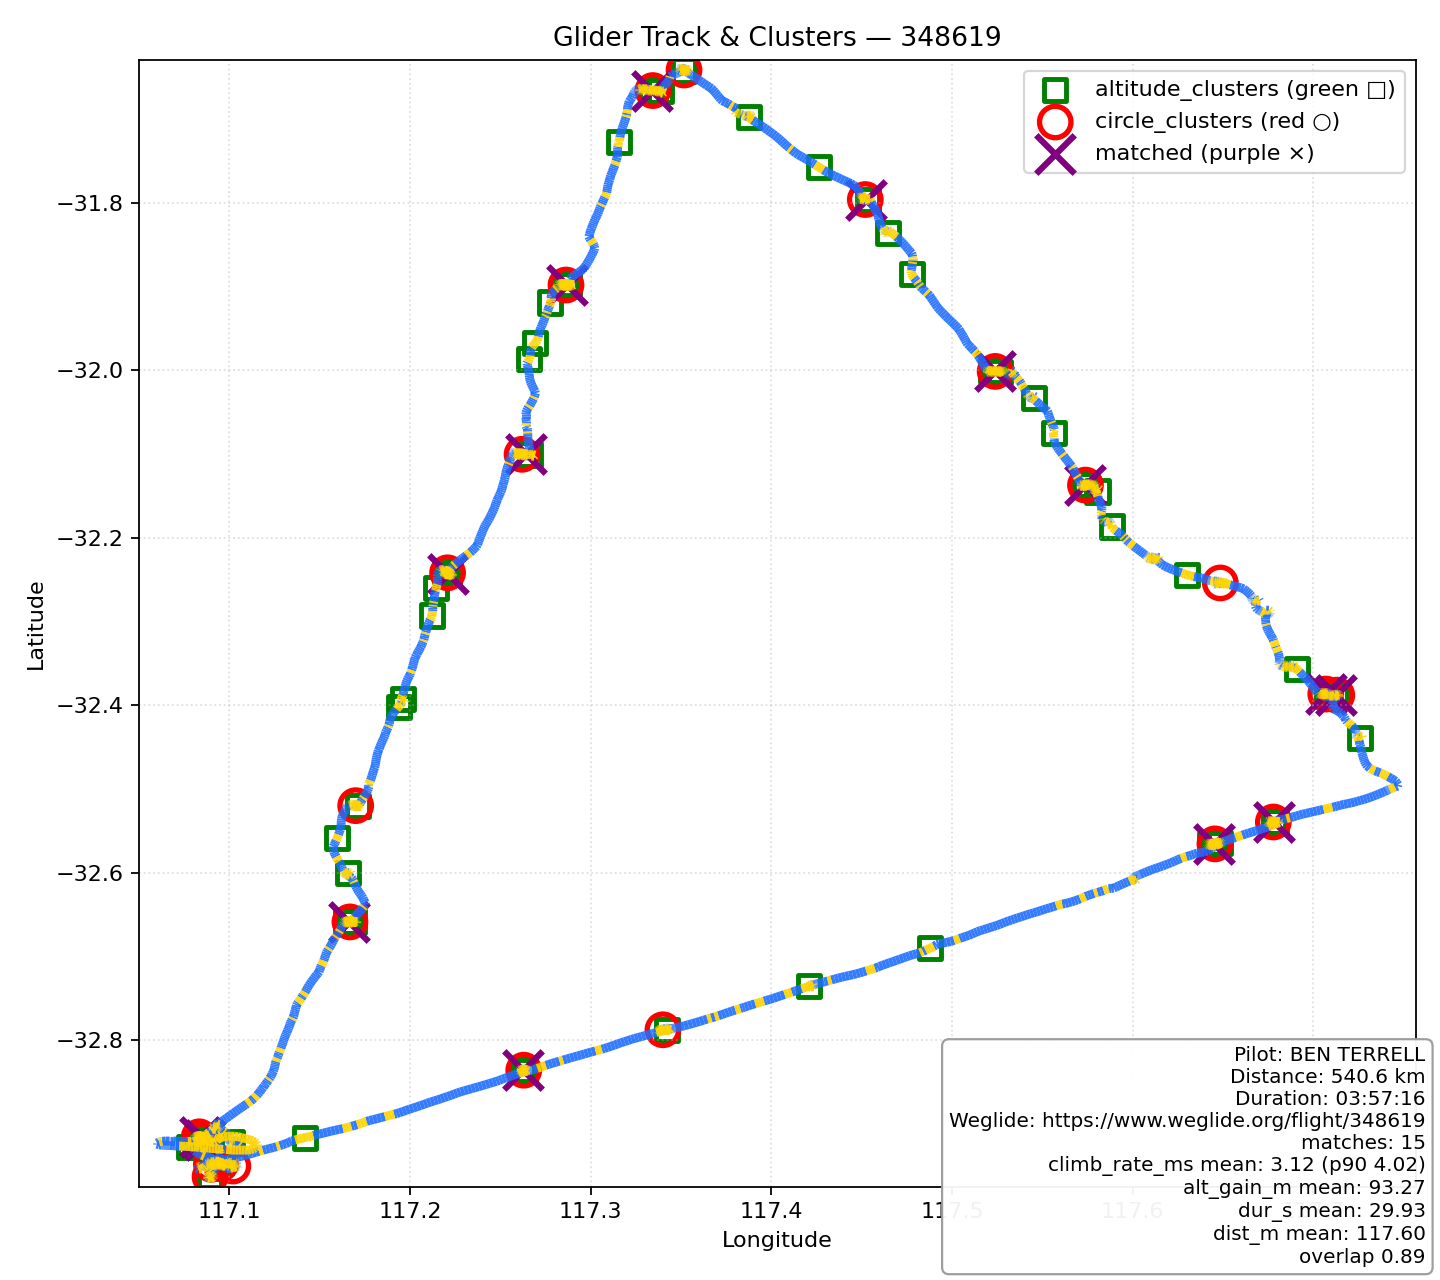 Glider Track & Clusters — 348619
altitude_clusters (green □)
circle_clusters (red ○)
matched (purple ×)
−31.8
−32.0
−32.2
−32.4
−32.6
−32.8
Latitude
117.1
117.2
117.3
117.4
117.5
117.6
Longitude
Pilot: BEN TERRELL
Distance: 540.6 km
Duration: 03:57:16
Weglide: https://www.weglide.org/flight/348619
matches: 15
climb_rate_ms mean: 3.12 (p90 4.02)
alt_gain_m mean: 93.27
dur_s mean: 29.93
dist_m mean: 117.60
overlap 0.89